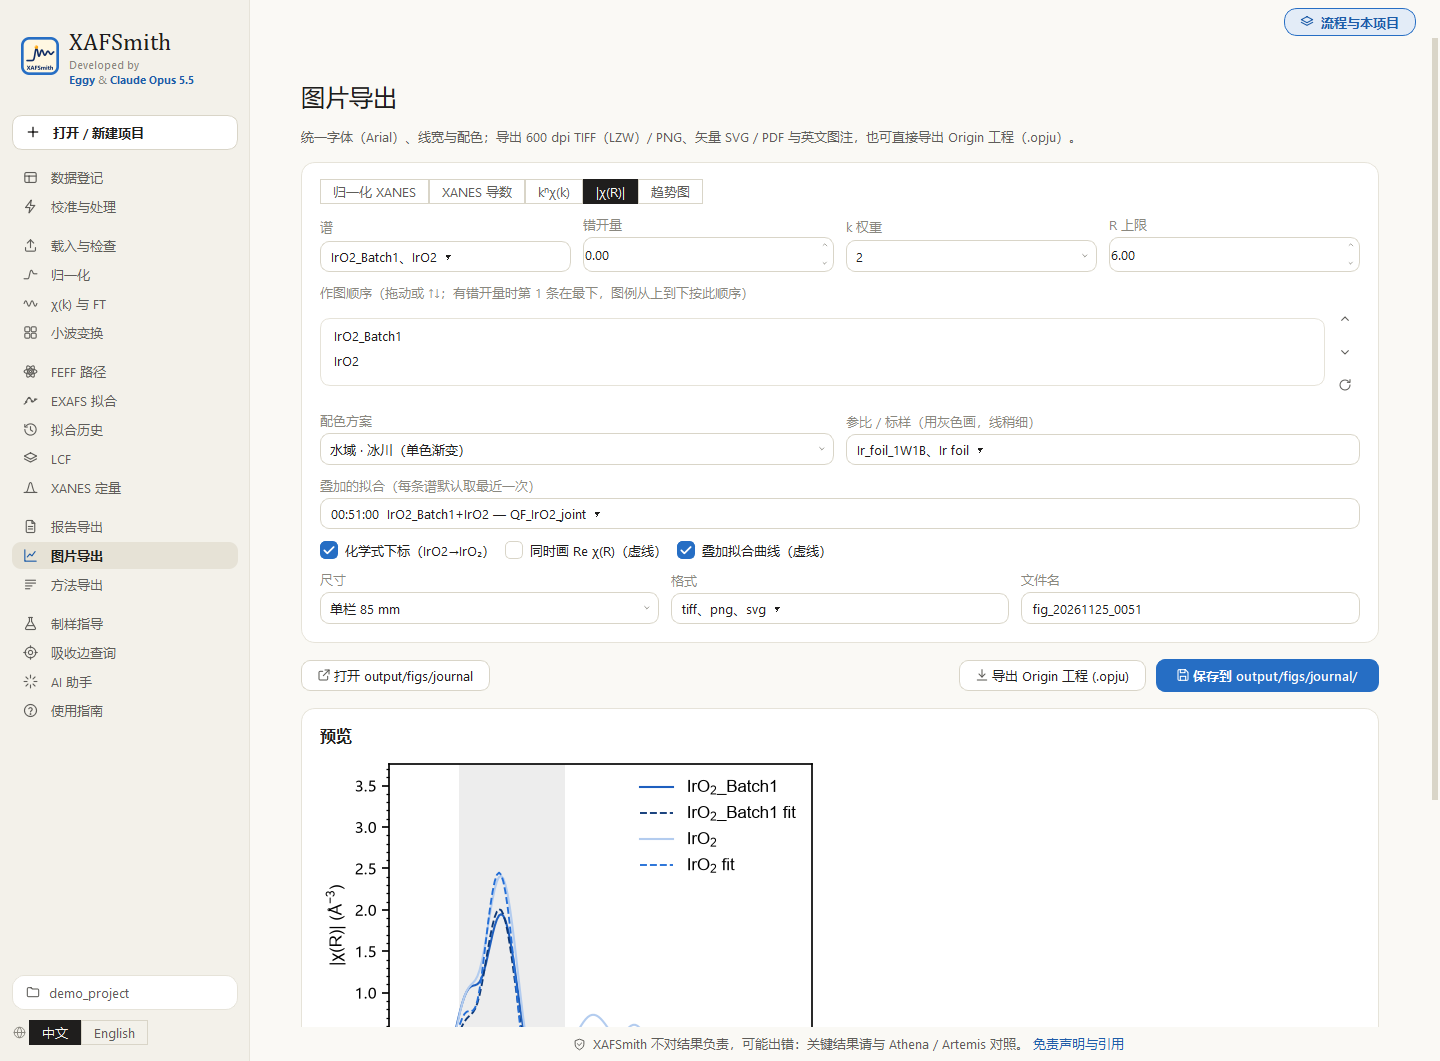 XAFSmith
Developed by
Eggy & Claude Opus 5.5
XAFSmith
打开 / 新建项目
数据登记
校准与处理
载入与检查
归一化
χ(k) 与 FT
小波变换
FEFF 路径
EXAFS 拟合
拟合历史
LCF
XANES 定量
报告导出
图片导出
方法导出
制样指导
吸收边查询
AI 助手
使用指南
demo_project
中文 English
流程与本项目
图片导出
统一字体（Arial）、线宽与配色；导出 600 dpi TIFF（LZW）/ PNG、矢量 SVG / PDF 与英文图注，也可直接导出 Origin 工程（.opju）。
归一化 XANES XANES 导数 kⁿχ(k) |χ(R)| 趋势图
谱 错开量 k 权重 R 上限
IrO2_Batch1、IrO2 0.00 2 6.00
作图顺序（拖动或 ↑↓；有错开量时第 1 条在最下，图例从上到下按此顺序）
IrO2_Batch1
IrO2
配色方案 参比 / 标样（用灰色画，线稍细）
水域 · 冰川（单色渐变） Ir_foil_1W1B、Ir foil
叠加的拟合（每条谱默认取最近一次）
00:51:00 IrO2_Batch1+IrO2 — QF_IrO2_joint
化学式下标（IrO2→IrO₂） 同时画 Re χ(R)（虚线） 叠加拟合曲线（虚线）
尺寸 格式 文件名
单栏 85 mm tiff、png、svg fig_20261125_0051
打开 output/figs/journal 导出 Origin 工程 (.opju) 保存到 output/figs/journal/
预览
IrO₂_Batch1
IrO₂_Batch1 fit
IrO₂
IrO₂ fit
3.5
3.0
2.5
2.0
1.5
1.0
|χ(R)| (Å⁻³)
XAFSmith 不对结果负责，可能出错：关键结果请与 Athena / Artemis 对照。 免责声明与引用